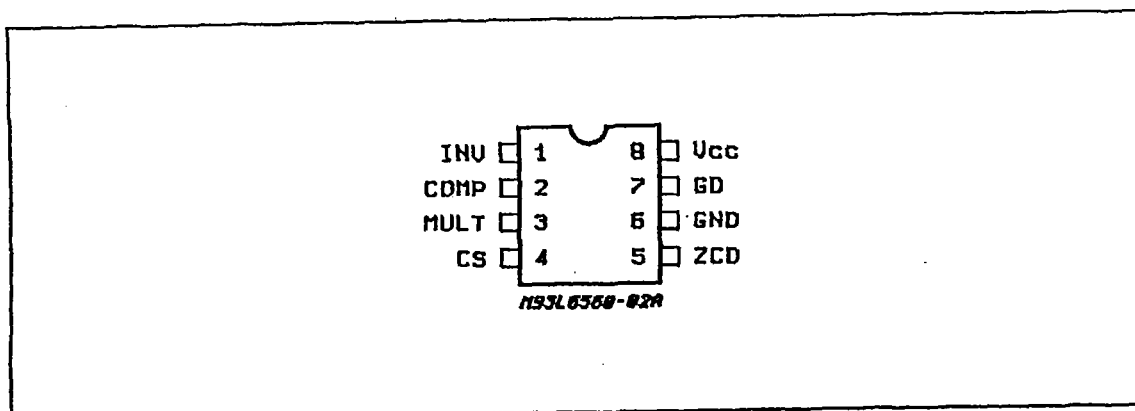 INV 1 8 Vcc
COMP 2 7 GD
MULT 3 6 GND
CS 4 5 ZCD
M93L6560-02A